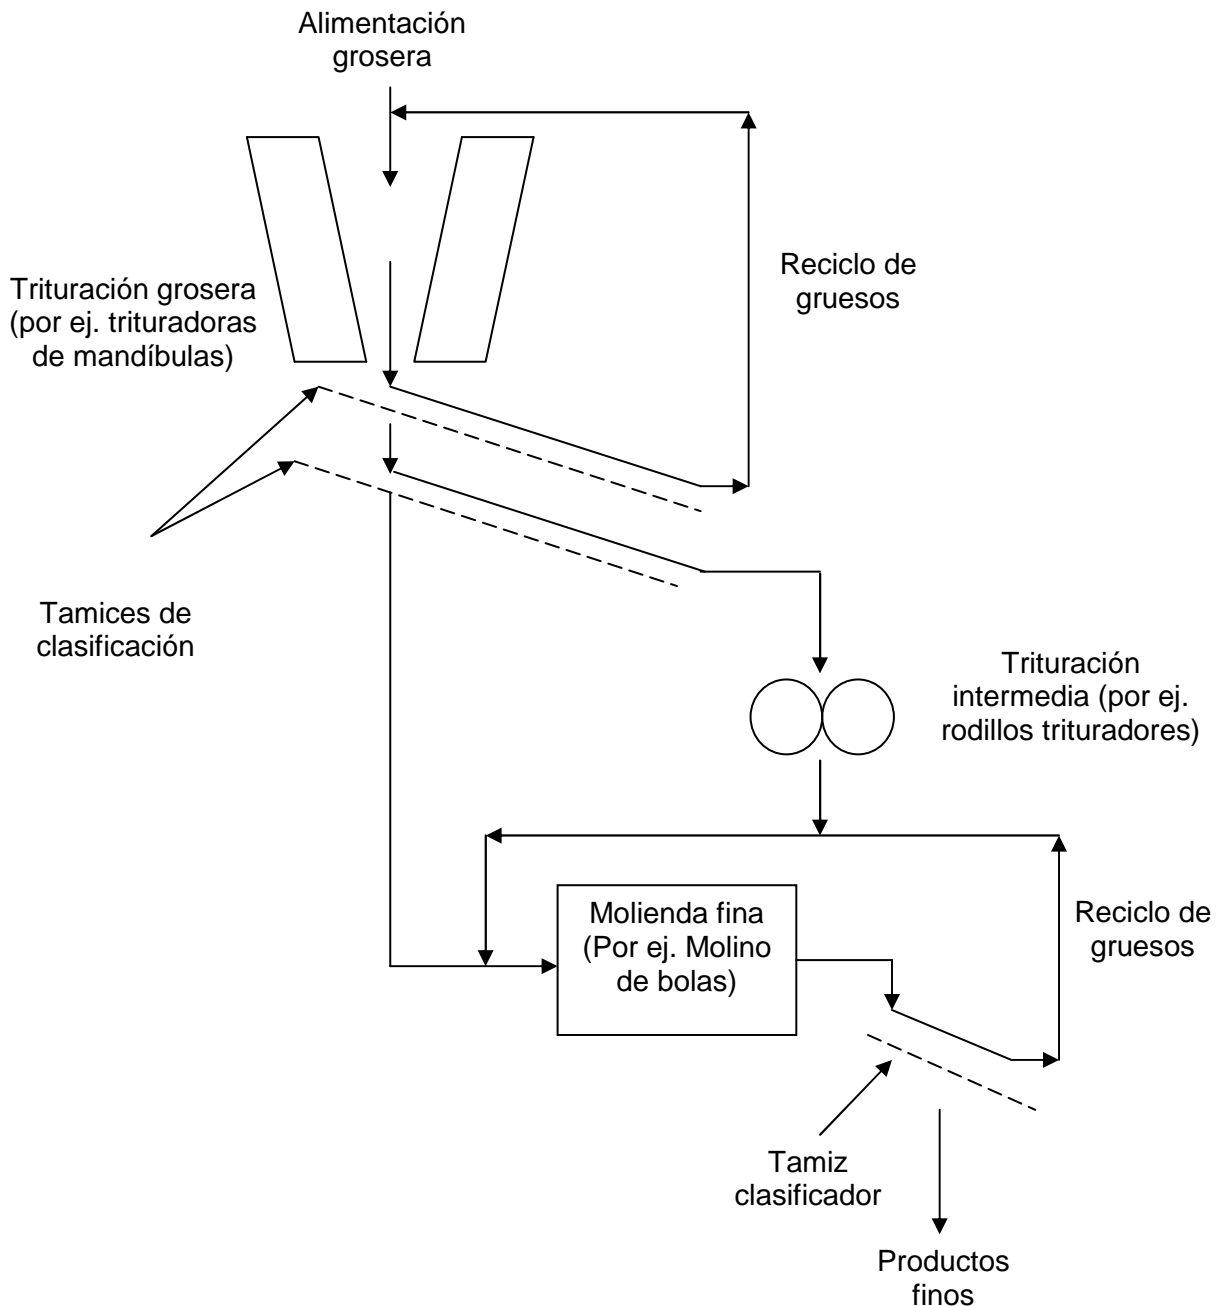 Alimentación
grosera
Reciclo de
gruesos
Trituración grosera
(por ej. trituradoras
de mandíbulas)
Tamices de
clasificación
Trituración
intermedia (por ej.
rodillos trituradores)
Molienda fina
(Por ej. Molino
de bolas)
Reciclo de
gruesos
Tamiz
clasificador
Productos
finos